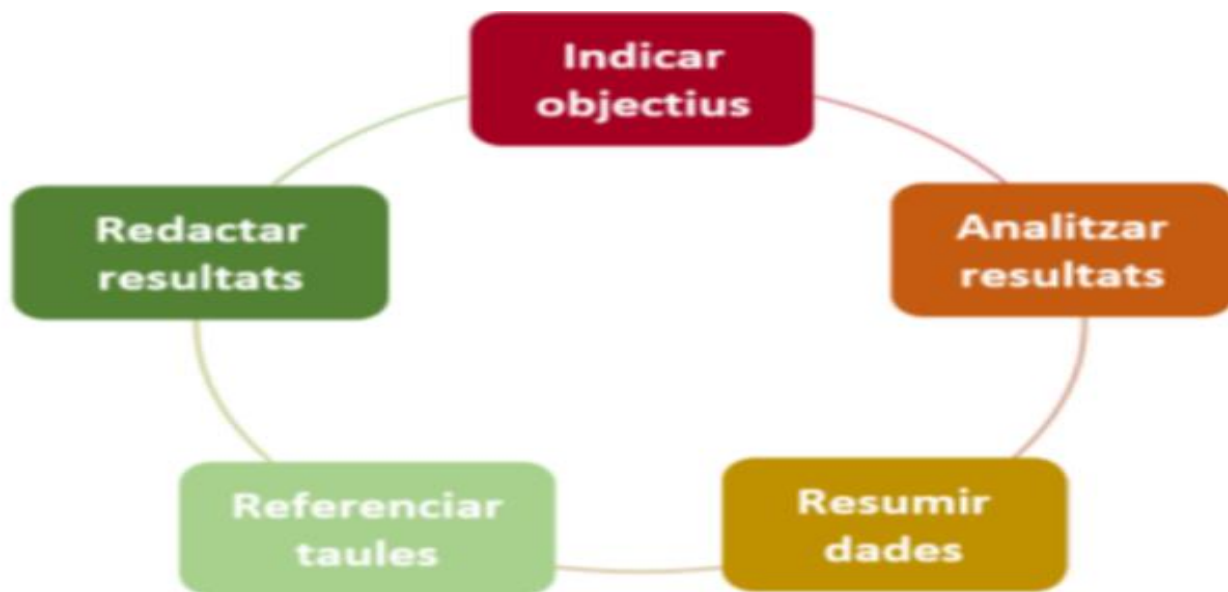 Indicar
objectius
Analitzar
resultats
Resumir
dades
Referenciar
taules
Redactar
resultats